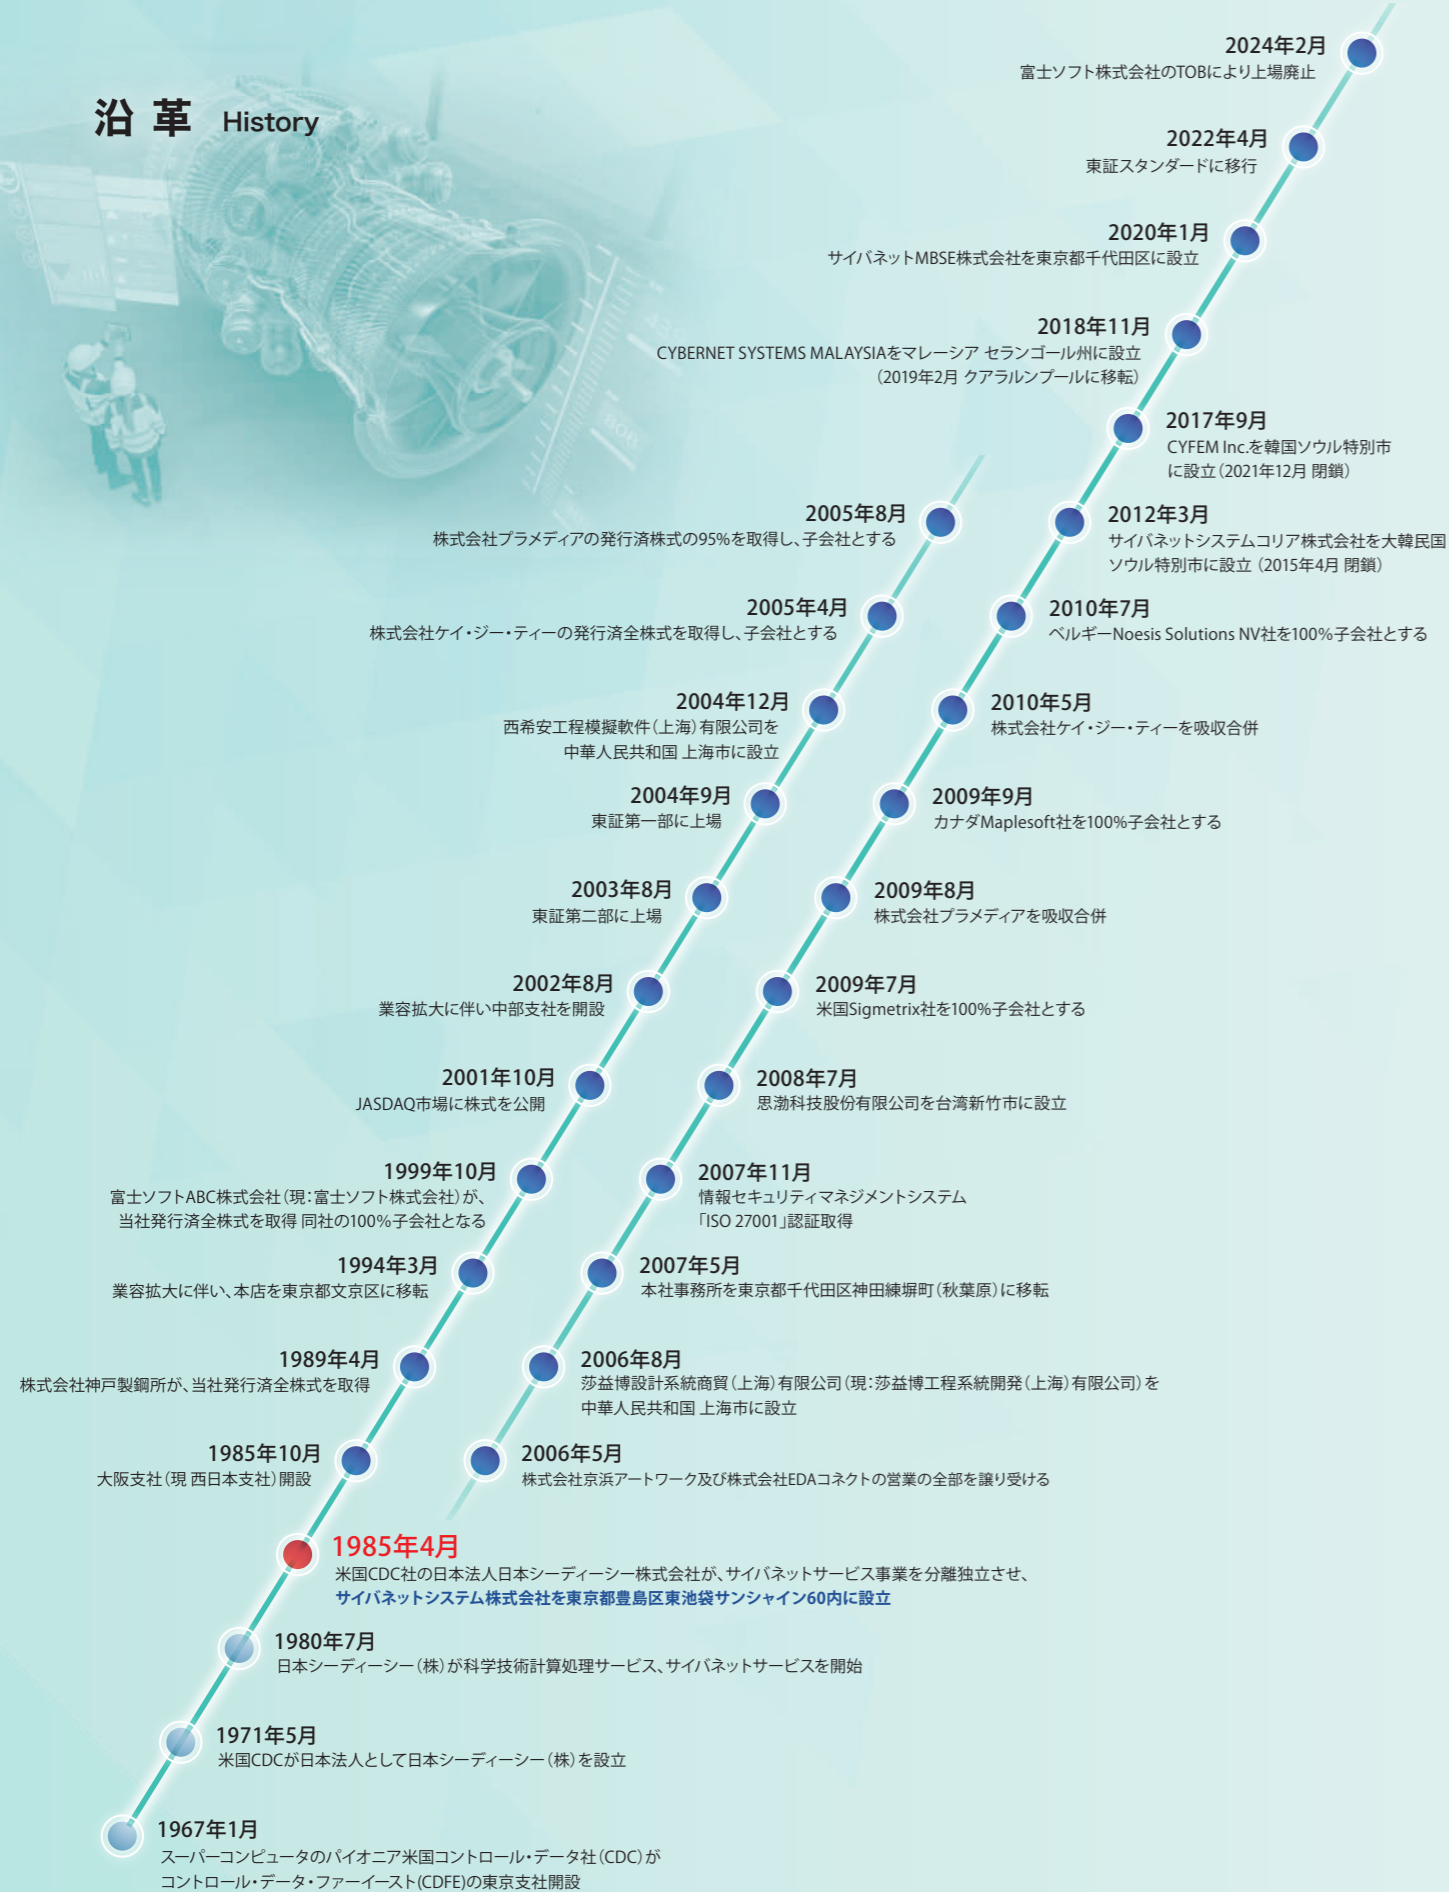 沿 革 History
2024年2月
富士ソフト株式会社のTOBにより上場廃止
2022年4月
東証スタンダードに移行
2020年1月
サイバネットMBSE株式会社を東京都千代田区に設立
2018年11月
CYBERNET SYSTEMS MALAYSIAをマレーシア セランゴール州に設立
（2019年2月 クアラルンプールに移転）
2017年9月
CYFEM Inc.を韓国ソウル特別市
に設立（2021年12月 閉鎖）
2012年3月
サイバネットシステムコリア株式会社を大韓民国
ソウル特別市に設立（2015年4月 閉鎖）
2010年7月
ベルギーNoesis Solutions NV社を100%子会社とする
2010年5月
株式会社ケイ・ジー・ティーを吸収合併
2009年9月
カナダMaplesoft社を100%子会社とする
2009年8月
株式会社プラメディアを吸収合併
2009年7月
米国Sigmetrix社を100%子会社とする
2008年7月
思渤科技股份有限公司を台湾新竹市に設立
2007年11月
情報セキュリティマネジメントシステム
「ISO 27001」認証取得
2007年5月
本社事務所を東京都千代田区神田練塀町（秋葉原）に移転
2006年8月
莎益博設計系統商貿（上海）有限公司（現：莎益博工程系統開発（上海）有限公司）を
中華人民共和国 上海市に設立
2006年5月
株式会社京浜アートワーク及び株式会社EDAコネクトの営業の全部を譲り受ける
2005年8月
株式会社プラメディアの発行済株式の95%を取得し、子会社とする
2005年4月
株式会社ケイ・ジー・ティーの発行済全株式を取得し、子会社とする
2004年12月
西希安工程模擬軟件（上海）有限公司を
中華人民共和国 上海市に設立
2004年9月
東証第一部に上場
2003年8月
東証第二部に上場
2002年8月
業容拡大に伴い中部支社を開設
2001年10月
JASDAQ市場に株式を公開
1999年10月
富士ソフトABC株式会社（現：富士ソフト株式会社）が、
当社発行済全株式を取得 同社の100%子会社となる
1994年3月
業容拡大に伴い、本店を東京都文京区に移転
1989年4月
株式会社神戸製鋼所が、当社発行済全株式を取得
1985年10月
大阪支社（現 西日本支社）開設
1985年4月
米国CDC社の日本法人日本シーディーシー株式会社が、サイバネットサービス事業を分離独立させ、
サイバネットシステム株式会社を東京都豊島区東池袋サンシャイン60内に設立
1980年7月
日本シーディーシー（株）が科学技術計算処理サービス、サイバネットサービスを開始
1971年5月
米国CDCが日本法人として日本シーディーシー（株）を設立
1967年1月
スーパーコンピュータのパイオニア米国コントロール・データ社（CDC）が
コントロール・データ・ファーイースト(CDFE)の東京支社開設